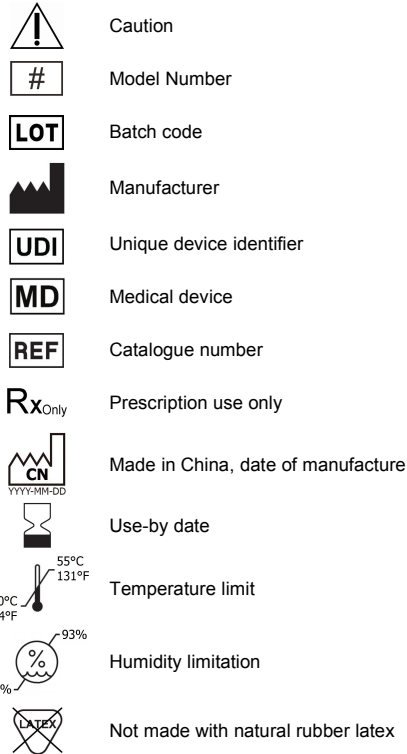 Caution
# Model Number
LOT Batch code
Manufacturer
UDI Unique device identifier
MD Medical device
REF Catalogue number
Rx Only Prescription use only
CN
YYYY-MM-DD
Made in China, date of manufacture
Use-by date
55°C
131°F
0°C
4°F
Temperature limit
93%
%
%
Humidity limitation
LATEX Not made with natural rubber latex